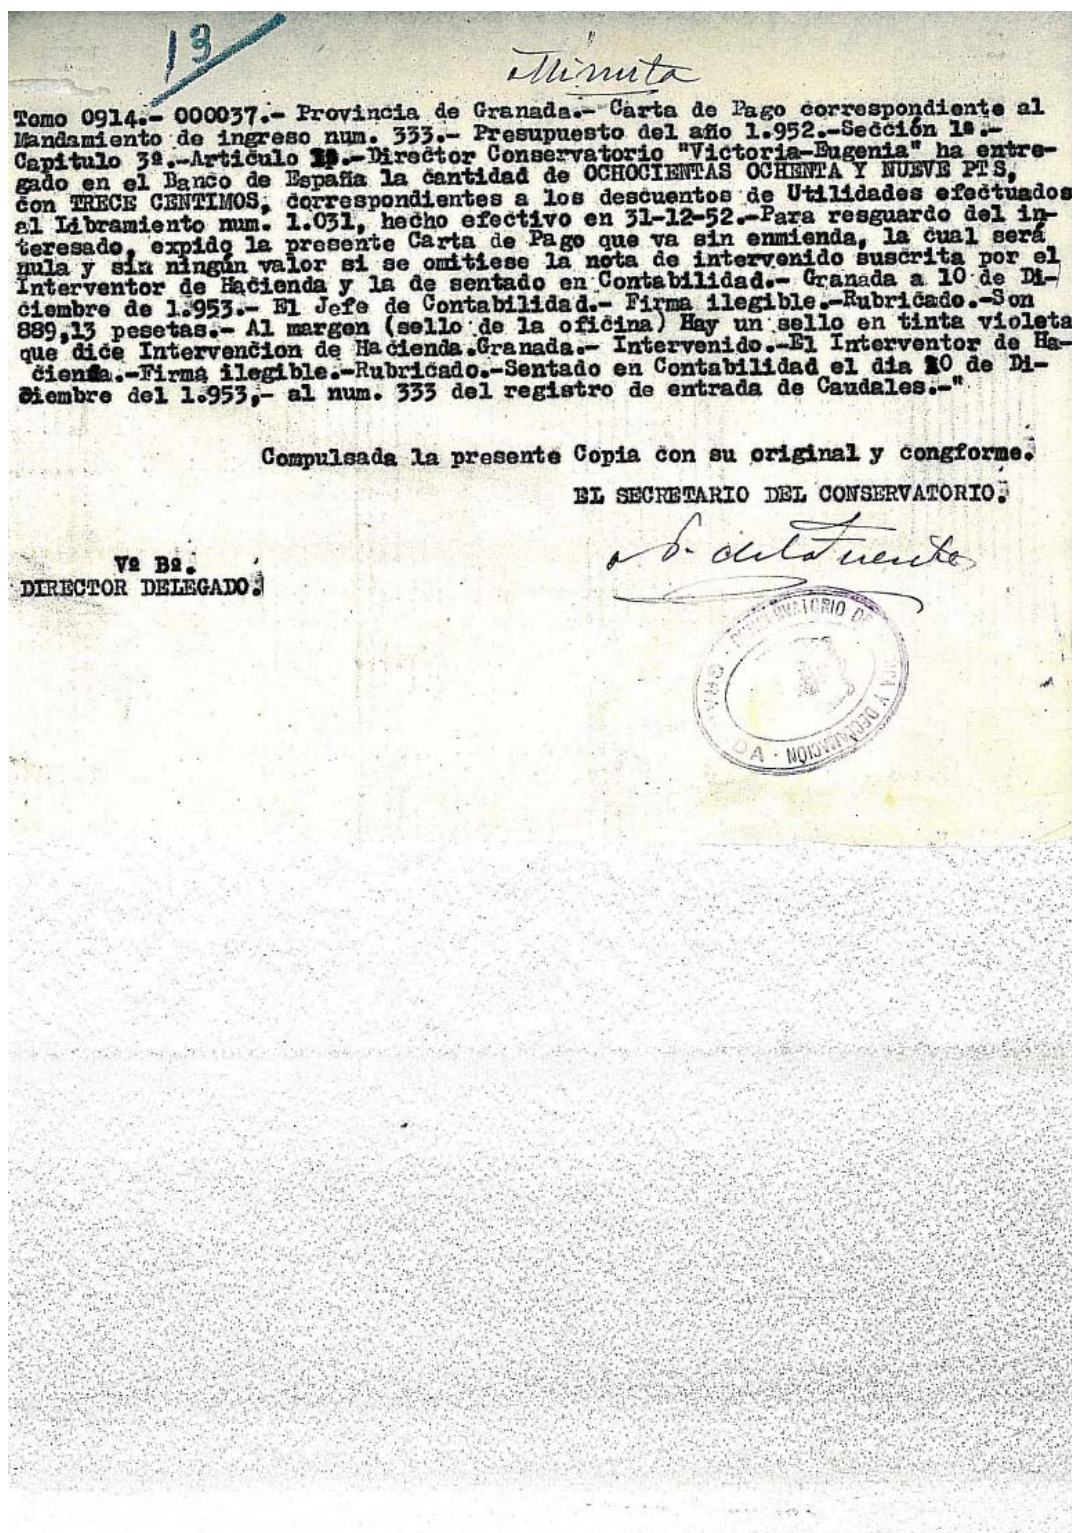 13
Minuta
Tomo 0914.- 000037.- Provincia de Granada.- Carta de Pago correspondiente al
Mandamiento de ingreso num. 333.- Presupuesto del año 1.952.-Sección 1ª.-
Capitulo 3º.-Articulo .-Director Conservatorio "Victoria-Eugenia" ha entre-
gado en el Banco de España la cantidad de OCHOCIENTAS OCHENTA Y NUEVE PTS,
con TRECE CENTIMOS, correspondientes a los descuentos de Utilidades efectuados
al Libramiento num. 1.031, hecho efectivo en 31-12-52.-Para resguardo del in-
teresado, expido la presente Carta de Pago que va sin enmienda, la cual será
nula y sin ningún valor si se omitiese la nota de intervenido suscrita por el
Interventor de Hacienda y la de sentado en Contabilidad.- Granada a 10 de Di-
ciembre de 1.953.- El Jefe de Contabilidad.- Firma ilegible.-Rubricado.-Son
889,13 pesetas.- Al margen (sello de la oficina) Hay un sello en tinta violeta
que dice Intervencion de Hacienda.Granada.- Intervenido.-El Interventor de Ha-
cienda.-Firma ilegible.-Rubricado.-Sentado en Contabilidad el dia 10 de Di-
ciembre del 1.953,- al num. 333 del registro de entrada de Caudales.-"
Compulsada la presente Copia con su original y congforme.
EL SECRETARIO DEL CONSERVATORIO.
de la Fuente
Vº Bº.
DIRECTOR DELEGADO.
CONSERVATORIO DE MUSICA Y DECLAMACION · GRANADA